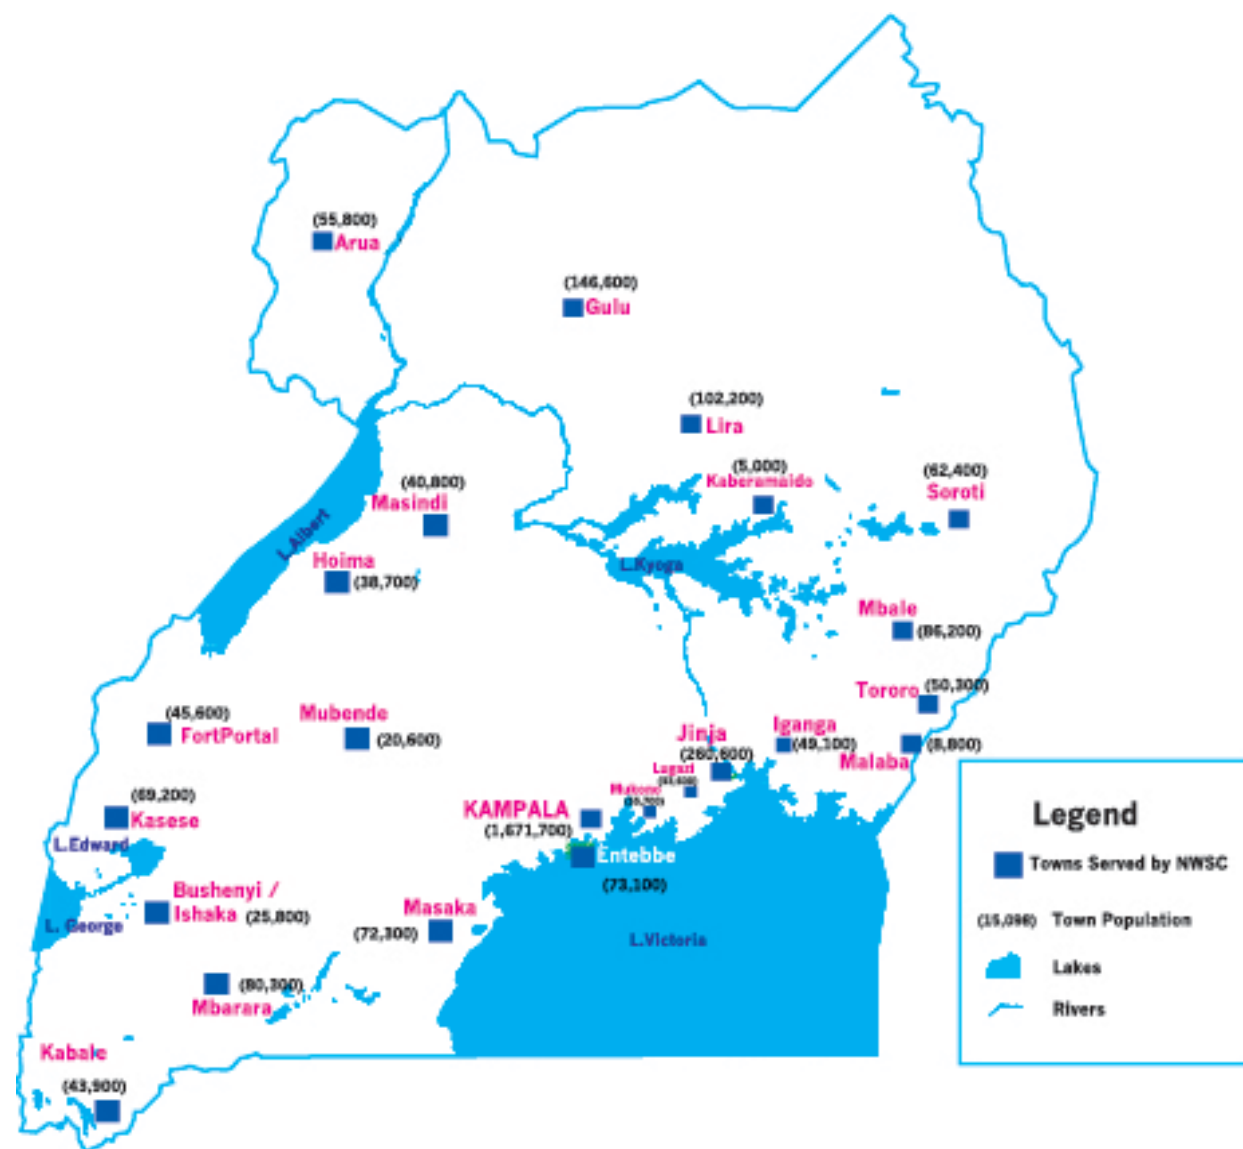 (55,800)
Arua
(146,600)
Gulu
(102,200)
Lira
(5,000)
Kaberamaido
(62,400)
Soroti
(40,800)
Masindi
L.Albert
Hoima
(38,700)
L.Kyoga
Mbale
(86,200)
Tororo
(50,300)
(45,600)
FortPortal
Mubende
(20,600)
Jinja
(260,600)
Iganga
(49,100)
Malaba
(8,800)
Lugazi
Mukono
(69,200)
Kasese
KAMPALA
(1,671,700)
Entebbe
(73,100)
L.Edward
Bushenyi /
Ishaka
(25,800)
L. George
Masaka
(72,300)
L.Victoria
(80,300)
Mbarara
Kabale
(43,900)
Legend
Towns Served by NWSC
(15,098) Town Population
Lakes
Rivers